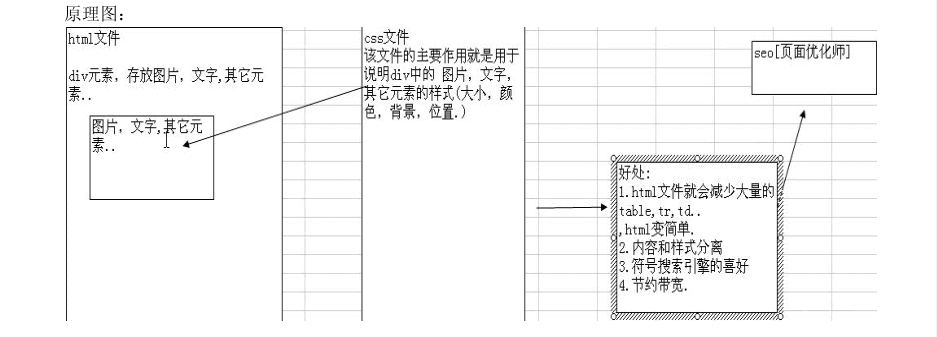 原理图：
html文件
div元素，存放图片，文字,其它元
素..
图片，文字,其它元
素..
css文件
该文件的主要作用就是用于
说明div中的 图片，文字，
其它元素的样式(大小，颜
色，背景，位置.)
seo[页面优化师]
好处:
1.html文件就会减少大量的
table,tr,td..
,html变简单.
2.内容和样式分离
3.符号搜索引擎的喜好
4.节约带宽.